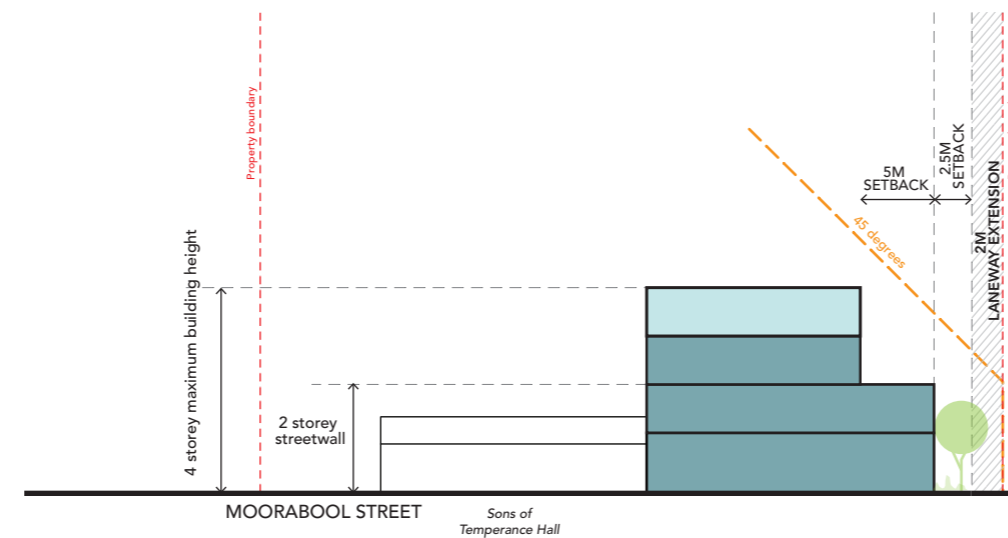 Property boundary
4 storey maximum building height
2 storey
streetwall
45 degrees
5M
SETBACK
2.5M
SETBACK
2M
LANEWAY EXTENSION
MOORABOOL STREET
Sons of
Temperance Hall